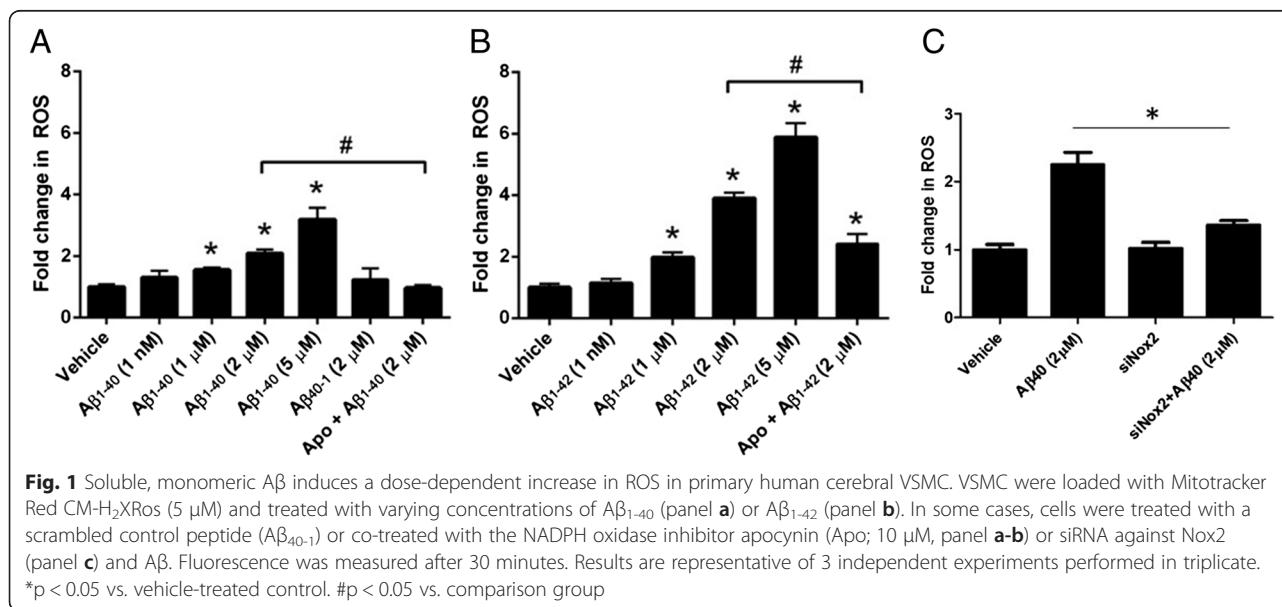 A
Fold change in ROS
8
6
4
2
0
*
*
*
#
Vehicle
Aβ1-40 (1 nM)
Aβ1-40 (1 μM)
Aβ1-40 (2 μM)
Aβ1-40 (5 μM)
Aβ40-1 (2 μM)
Apo + Aβ1-40 (2 μM)
B
Fold change in ROS
8
6
4
2
0
*
*
*
*
#
Vehicle
Aβ1-42 (1 nM)
Aβ1-42 (1 μM)
Aβ1-42 (2 μM)
Aβ1-42 (5 μM)
Apo + Aβ1-42 (2 μM)
C
Fold change in ROS
3
2
1
0
*
Vehicle
Aβ40 (2μM)
siNox2
siNox2+Aβ40 (2μM)
Fig. 1 Soluble, monomeric Aβ induces a dose-dependent increase in ROS in primary human cerebral VSMC. VSMC were loaded with Mitotracker
Red CM-H2XRos (5 μM) and treated with varying concentrations of Aβ1-40 (panel a) or Aβ1-42 (panel b). In some cases, cells were treated with a
scrambled control peptide (Aβ40-1) or co-treated with the NADPH oxidase inhibitor apocynin (Apo; 10 μM, panel a-b) or siRNA against Nox2
(panel c) and Aβ. Fluorescence was measured after 30 minutes. Results are representative of 3 independent experiments performed in triplicate.
*p < 0.05 vs. vehicle-treated control. #p < 0.05 vs. comparison group